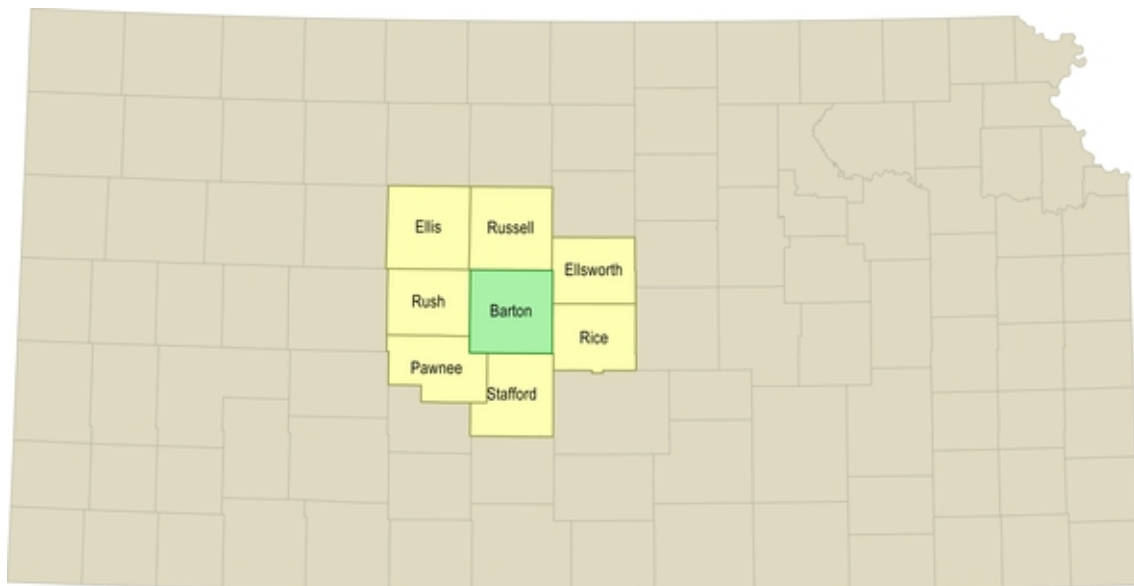 Ellis
Russell
Ellsworth
Rush
Barton
Rice
Pawnee
Stafford